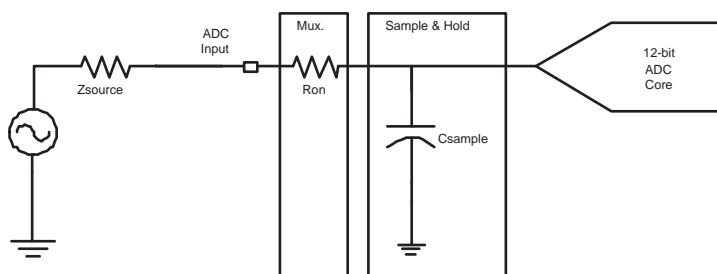 Mux.
Sample & Hold
ADC
Input
12-bit
ADC
Core
Zsource
Ron
Csample